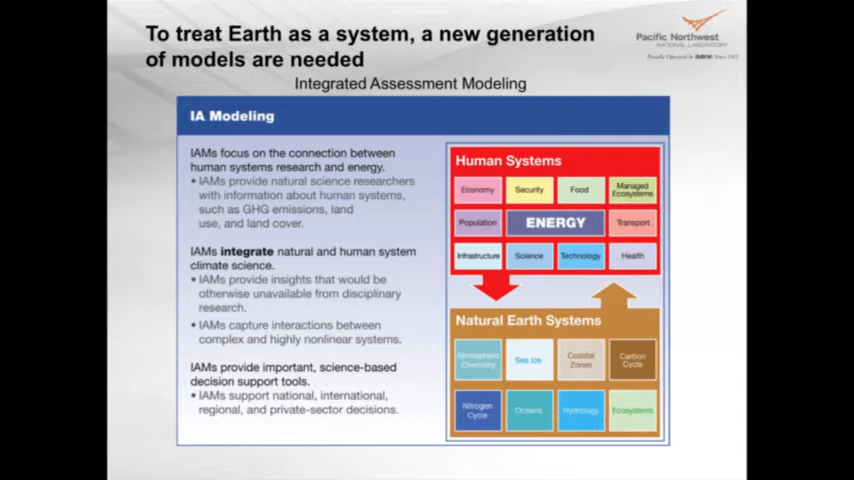 To treat Earth as a system, a new generation
of models are needed
Pacific Northwest
NATIONAL LABORATORY
Proudly Operated by Battelle Since 1965
Integrated Assessment Modeling
IA Modeling
IAMs focus on the connection between
human systems research and energy.
• IAMs provide natural science researchers
with information about human systems,
such as GHG emissions, land
use, and land cover.
IAMs integrate natural and human system
climate science.
• IAMs provide insights that would be
otherwise unavailable from disciplinary
research.
• IAMs capture interactions between
complex and highly nonlinear systems.
IAMs provide important, science-based
decision support tools.
• IAMs support national, international,
regional, and private-sector decisions.
Human Systems
Economy
Security
Food
Managed
Ecosystems
Population
ENERGY
Transport
Infrastructure
Science
Technology
Health
Natural Earth Systems
Atmospheric
Chemistry
Sea Ice
Coastal
Zones
Carbon
Cycle
Nitrogen
Cycle
Oceans
Hydrology
Ecosystems